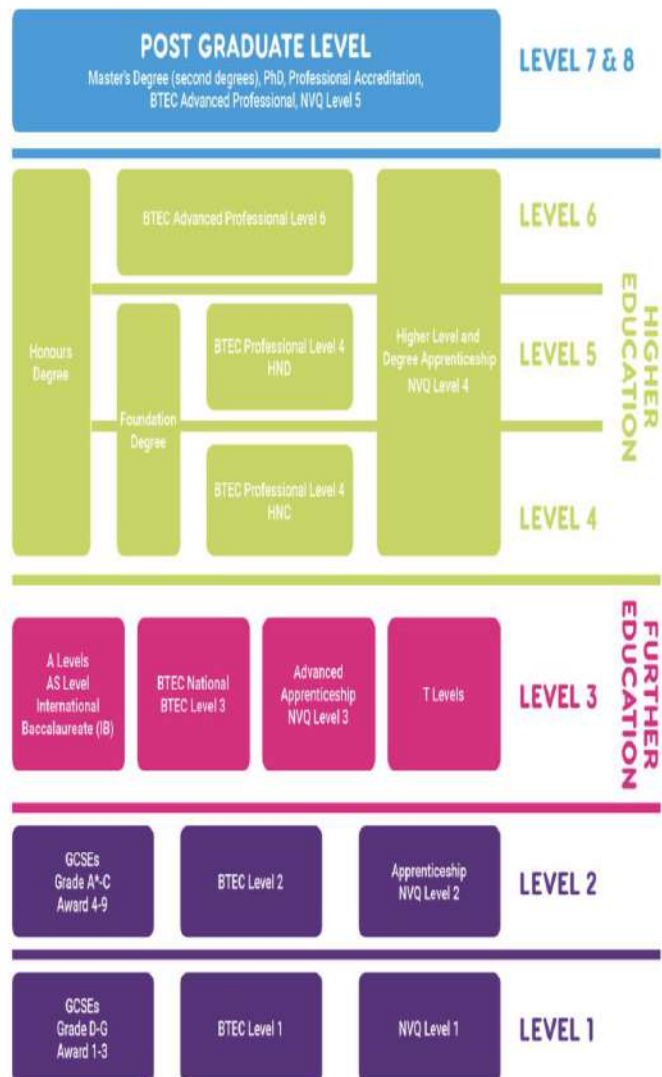 POST GRADUATE LEVEL
Master's Degree (second degrees), PhD, Professional Accreditation,
BTEC Advanced Professional, NVQ Level 5
LEVEL 7 & 8
Honours
Degree
BTEC Advanced Professional Level 6
LEVEL 6
Foundation
Degree
BTEC Professional Level 4
HND
Higher Level and
Degree Apprenticeship
NVQ Level 4
LEVEL 5
BTEC Professional Level 4
HNC
LEVEL 4
HIGHER
EDUCATION
A Levels
AS Level
International
Baccalaureate (IB)
BTEC National
BTEC Level 3
Advanced
Apprenticeship
NVQ Level 3
T Levels
LEVEL 3
FURTHER
EDUCATION
GCSEs
Grade A*-C
Award 4-9
BTEC Level 2
Apprenticeship
NVQ Level 2
LEVEL 2
GCSEs
Grade D-G
Award 1-3
BTEC Level 1
NVQ Level 1
LEVEL 1